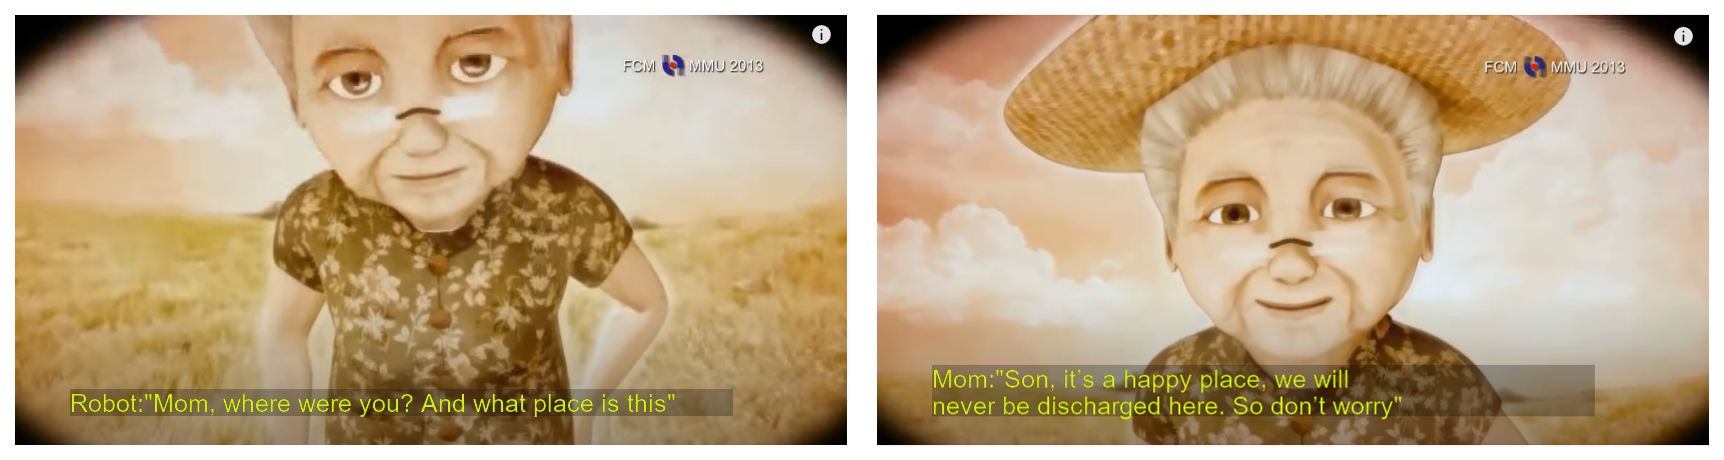 FCM MMU 2013
Robot:"Mom, where were you? And what place is this"
FCM MMU 2013
Mom:"Son, it's a happy place, we will
never be discharged here. So don't worry"